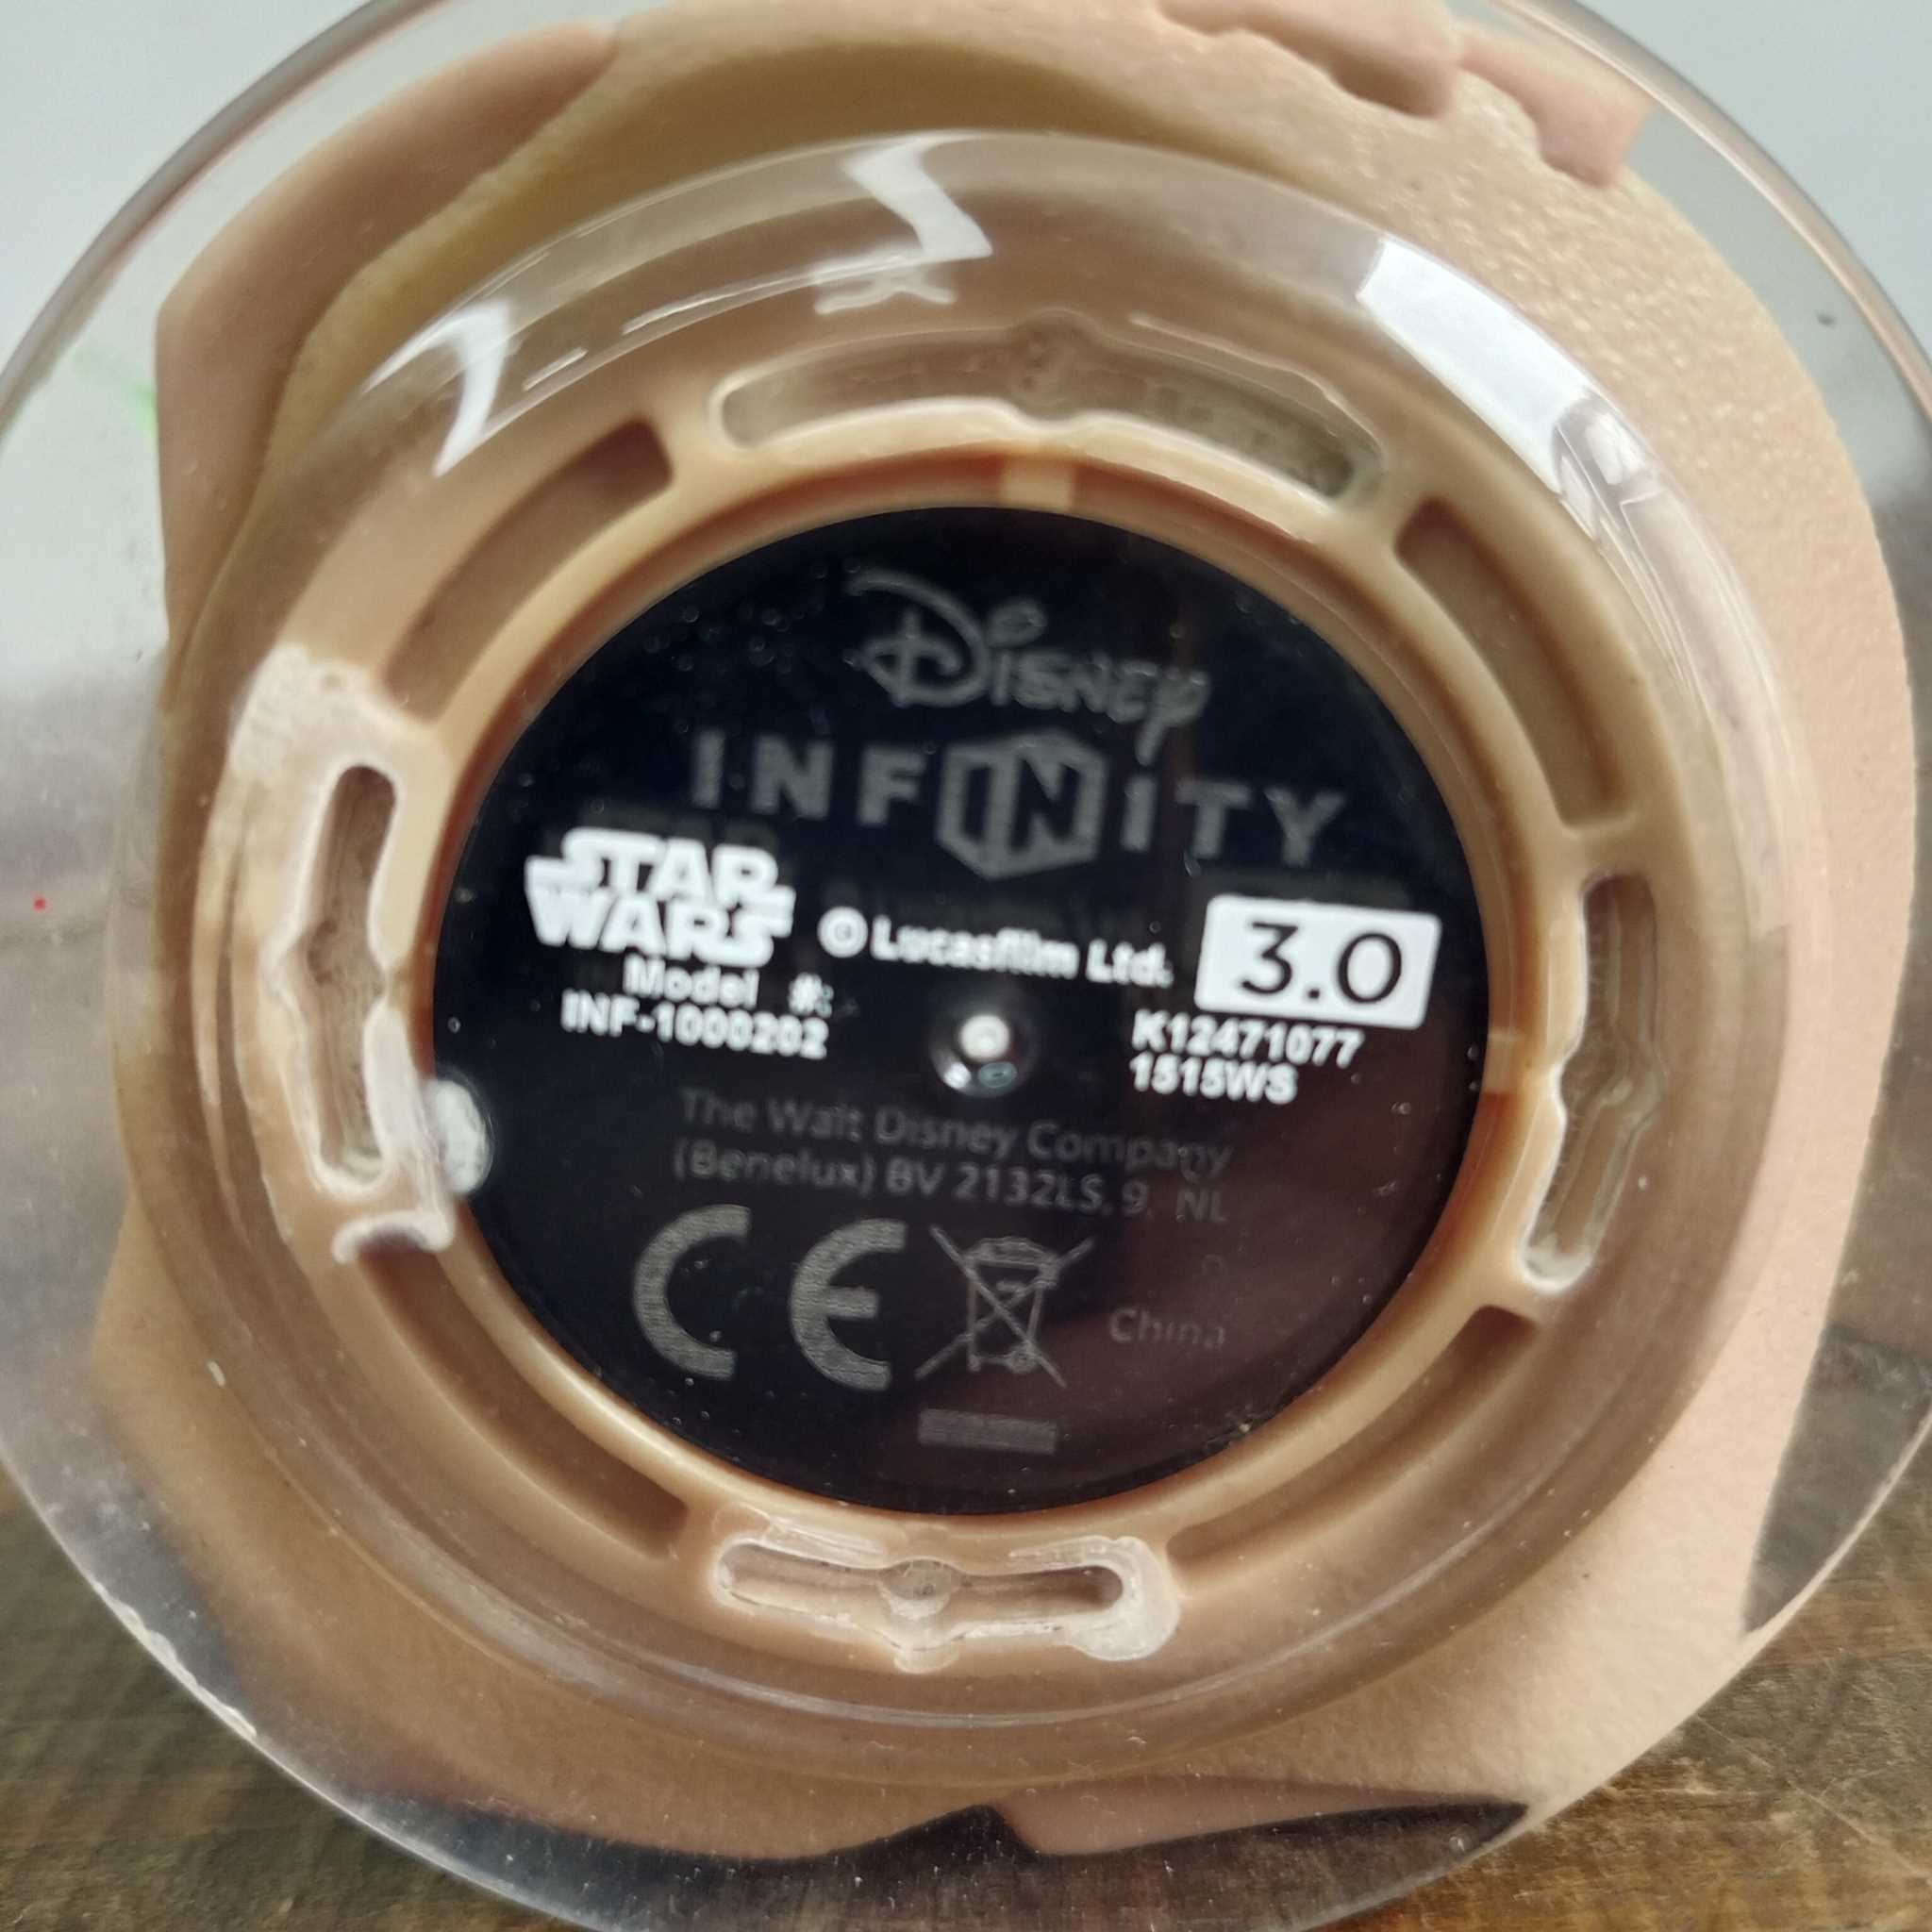 Disney
INFINITY
STAR
WARS
© Lucasfilm Ltd.
3.0
Model #:
INF-1000202
K12471077
1515WS
The Walt Disney Company
(Benelux) BV 2132LS, 9, NL
CE
China